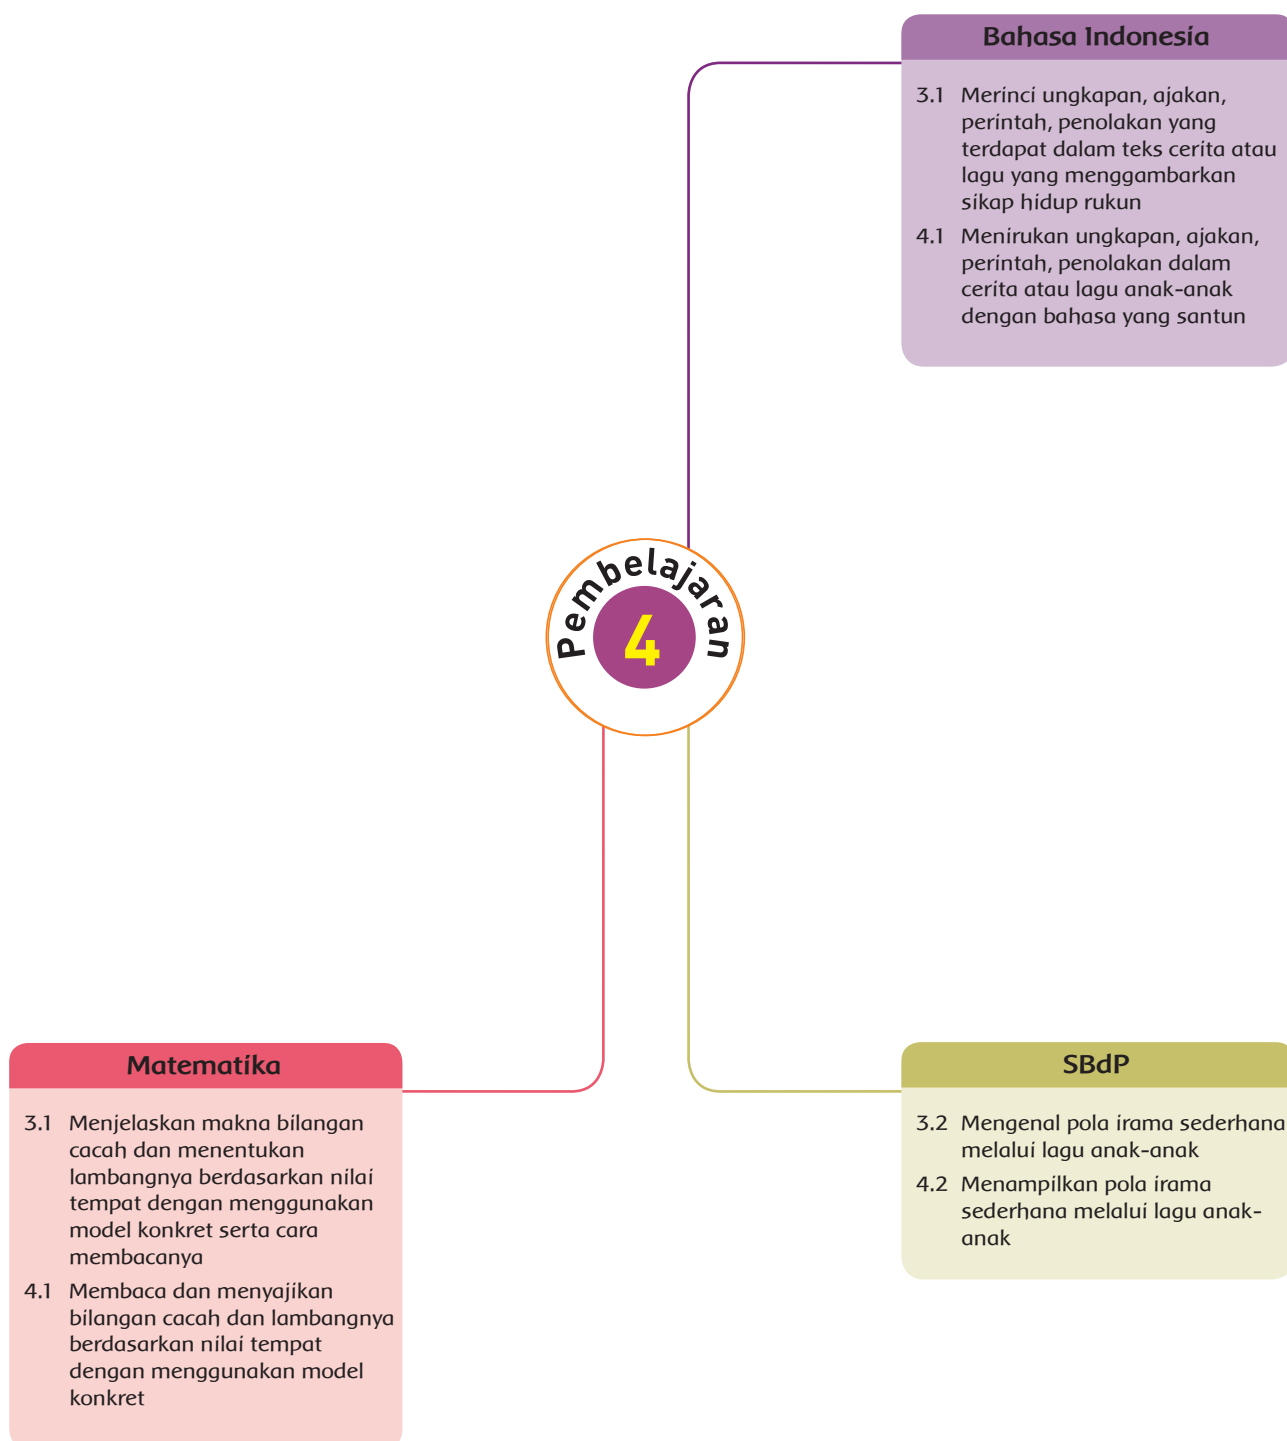 Bahasa Indonesia
3.1 Merinci ungkapan, ajakan,
perintah, penolakan yang
terdapat dalam teks cerita atau
lagu yang menggambarkan
sikap hidup rukun
4.1 Menirukan ungkapan, ajakan,
perintah, penolakan dalam
cerita atau lagu anak-anak
dengan bahasa yang santun
Pembelajaran
4
Matematika
3.1 Menjelaskan makna bilangan
cacah dan menentukan
lambangnya berdasarkan nilai
tempat dengan menggunakan
model konkret serta cara
membacanya
4.1 Membaca dan menyajikan
bilangan cacah dan lambangnya
berdasarkan nilai tempat
dengan menggunakan model
konkret
SBdP
3.2 Mengenal pola irama sederhana
melalui lagu anak-anak
4.2 Menampilkan pola irama
sederhana melalui lagu anak-
anak